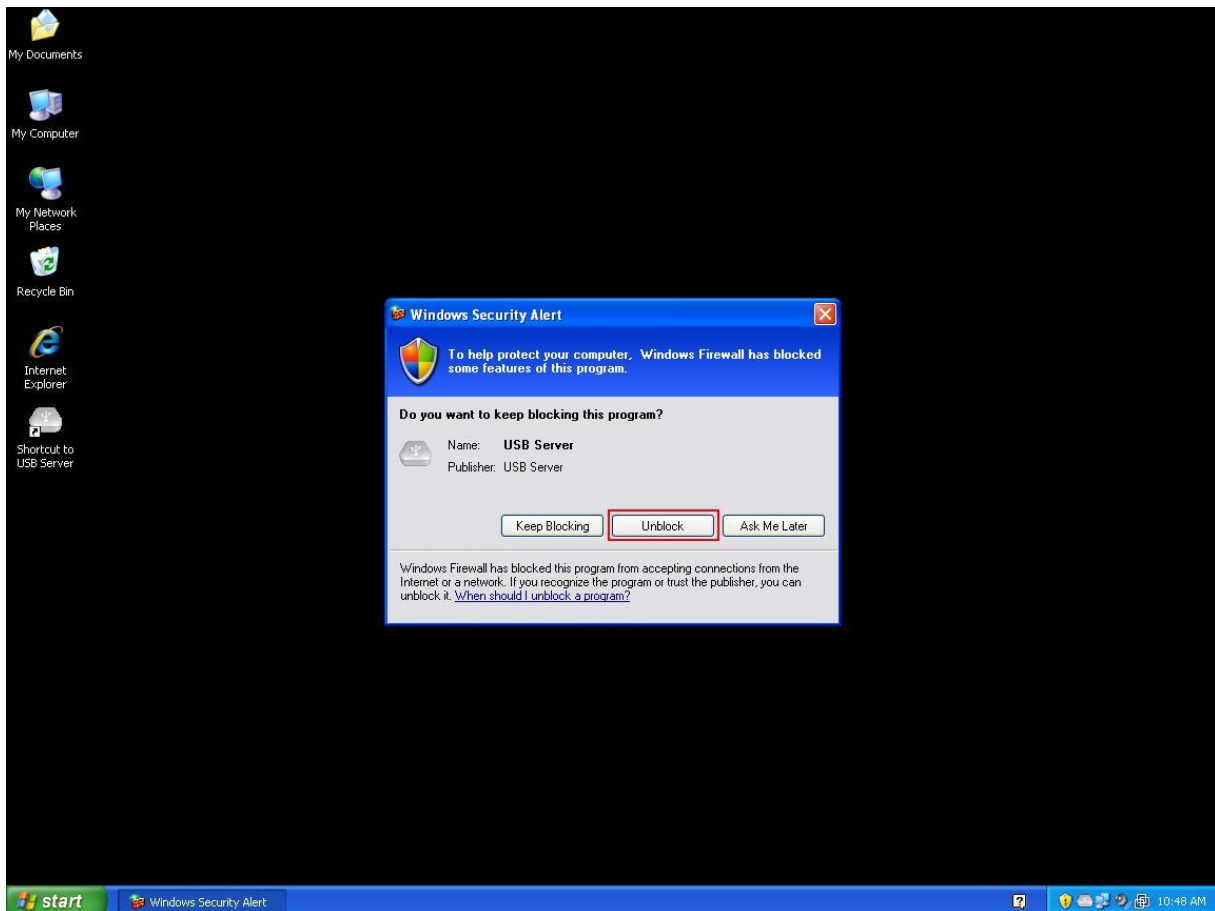 My Documents
My Computer
My Network
Places
Recycle Bin
Internet
Explorer
Shortcut to
USB Server
Windows Security Alert
To help protect your computer, Windows Firewall has blocked
some features of this program.
Do you want to keep blocking this program?
Name: USB Server
Publisher: USB Server
Keep Blocking Unblock Ask Me Later
Windows Firewall has blocked this program from accepting connections from the
Internet or a network. If you recognize the program or trust the publisher, you can
unblock it. When should I unblock a program?
start Windows Security Alert 10:48 AM